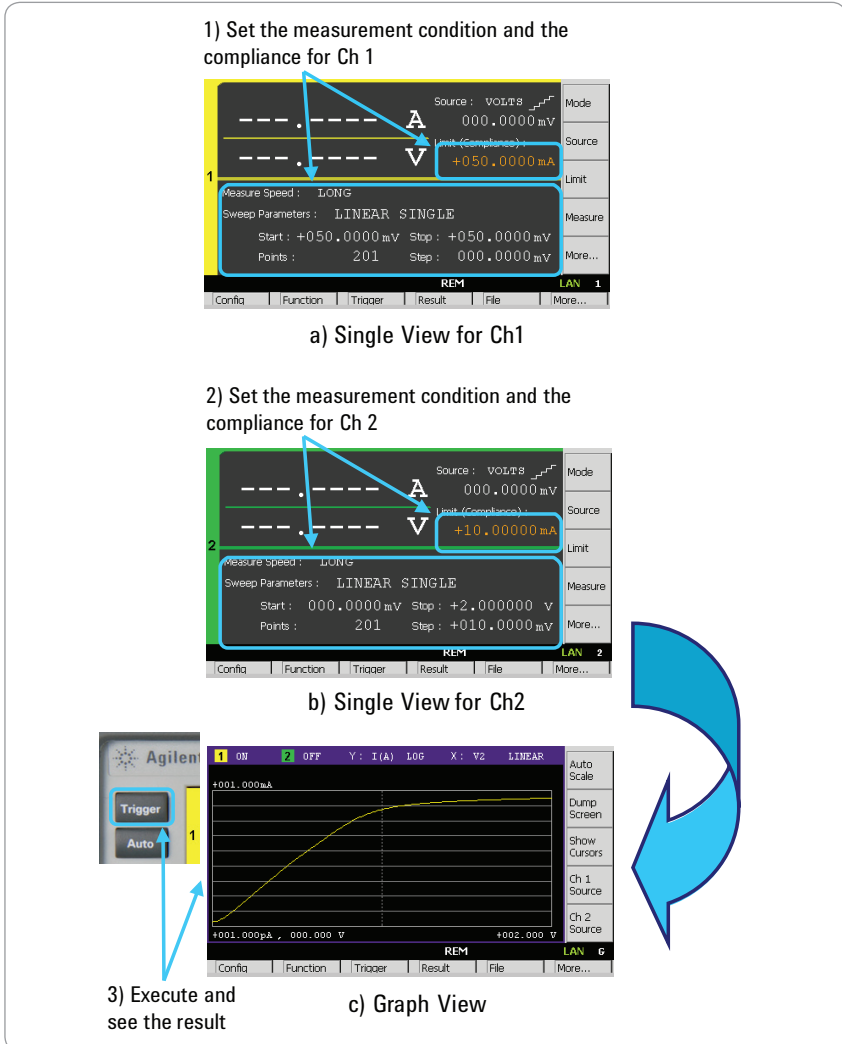 1) Set the measurement condition and the
compliance for Ch 1
Source : VOLTS
---.---- A
000.0000 mV
Limit (Compliance) :
---.---- V
+050.0000 mA
1
Measure Speed : LONG
Sweep Parameters : LINEAR SINGLE
Start : +050.0000 mV Stop : +050.0000 mV
Points : 201 Step : 000.0000 mV
Mode
Source
Limit
Measure
More...
REM
LAN 1
Config Function Trigger Result File More...
a) Single View for Ch1
2) Set the measurement condition and the
compliance for Ch 2
Source : VOLTS
---.---- A
000.0000 mV
Limit (Compliance) :
---.---- V
+10.00000 mA
2
Measure Speed : LONG
Sweep Parameters : LINEAR SINGLE
Start : 000.0000 mV Stop : +2.000000 V
Points : 201 Step : +010.0000 mV
Mode
Source
Limit
Measure
More...
REM
LAN 2
Config Function Trigger Result File More...
b) Single View for Ch2
Agilent
Trigger
Auto
1
1 ON 2 OFF Y: I(A) LOG X: V2 LINEAR
+001.000mA
+001.000pA , 000.000 V +002.000 V
Auto
Scale
Dump
Screen
Show
Cursors
Ch 1
Source
Ch 2
Source
REM
LAN G
Config Function Trigger Result File More...
3) Execute and
see the result
c) Graph View